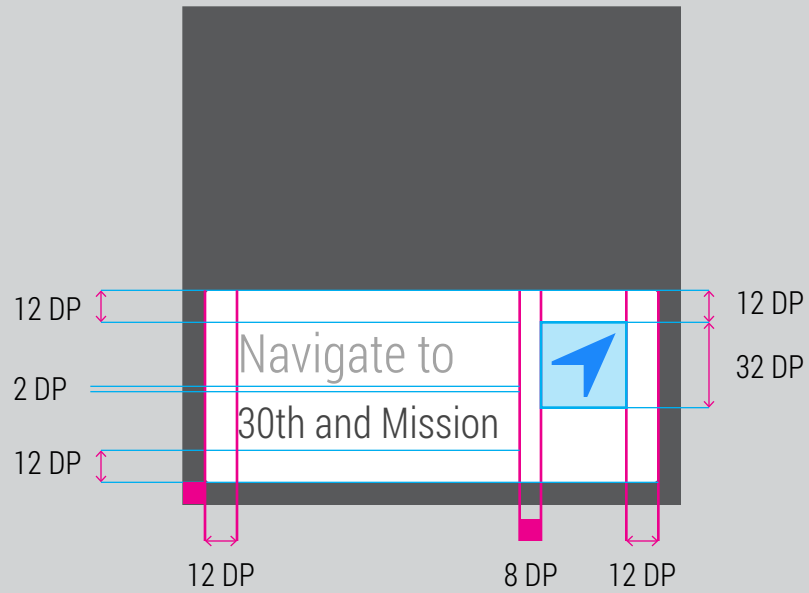 12 DP
12 DP
Navigate to
32 DP
2 DP
30th and Mission
12 DP
12 DP
8 DP
12 DP